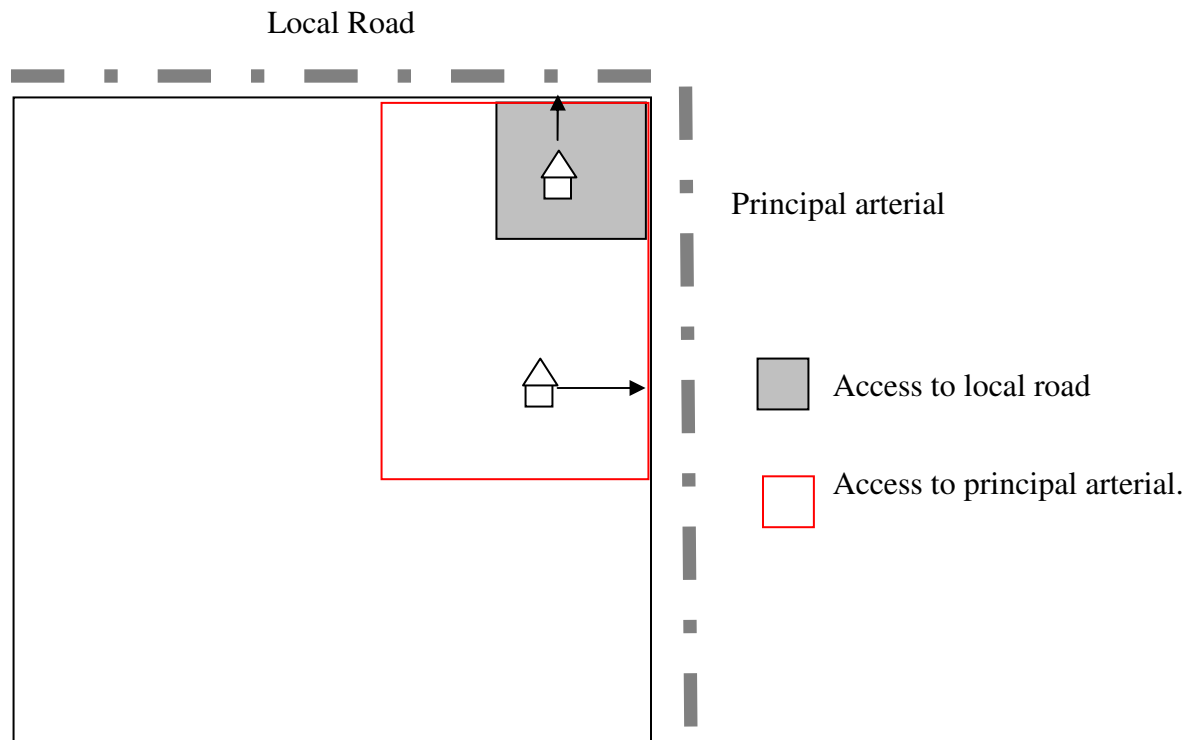 Local Road
Principal arterial
Access to local road
Access to principal arterial.